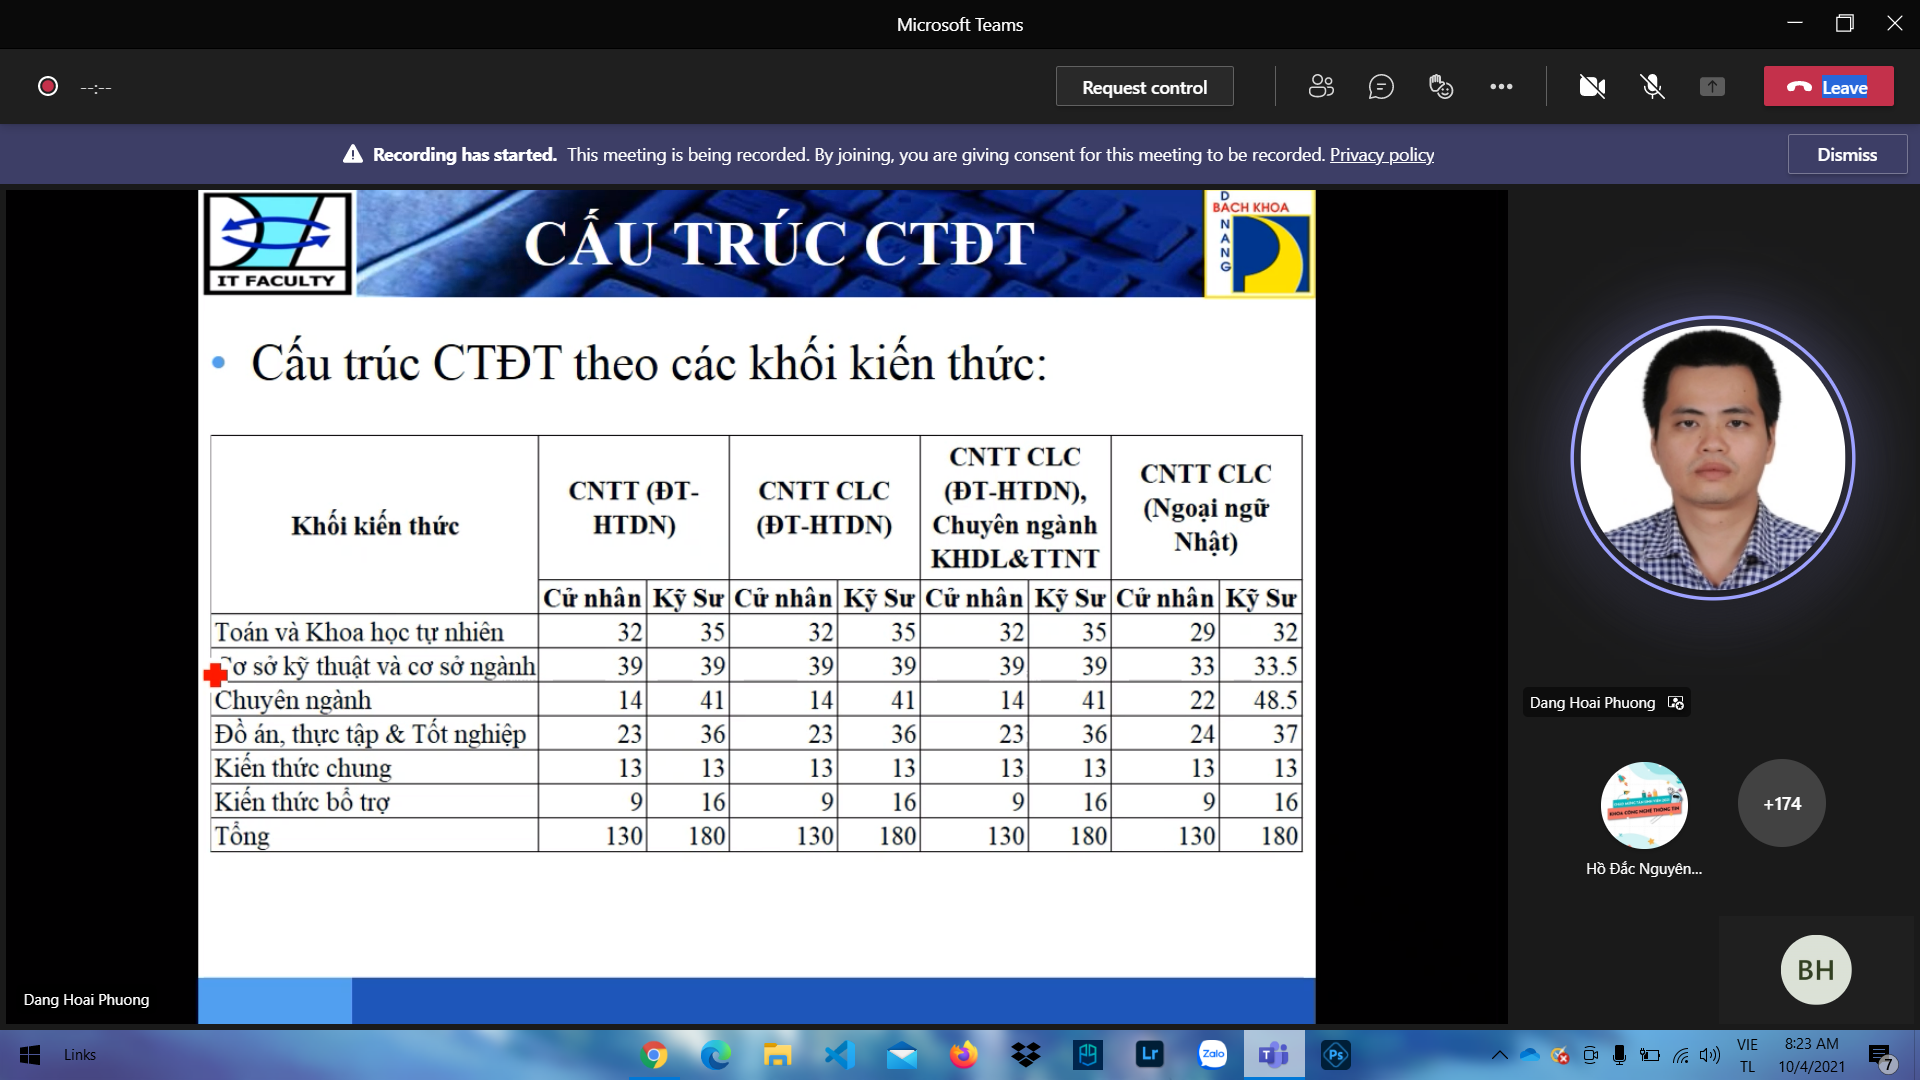 Microsoft Teams
--:--
Request control
Leave
Recording has started. This meeting is being recorded. By joining, you are giving consent for this meeting to be recorded. Privacy policy
Dismiss
IT FACULTY
CẤU TRÚC CTĐT
BÁCH KHOA
DANANG
• Cấu trúc CTĐT theo các khối kiến thức:
Khối kiến thức
CNTT (ĐT-
HTDN)
CNTT CLC
(ĐT-HTDN)
CNTT CLC
(ĐT-HTDN),
Chuyên ngành
KHDL&TTNT
CNTT CLC
(Ngoại ngữ
Nhật)
Cử nhân Kỹ Sư Cử nhân Kỹ Sư Cử nhân Kỹ Sư Cử nhân Kỹ Sư
Toán và Khoa học tự nhiên 32 35 32 35 32 35 29 32
Cơ sở kỹ thuật và cơ sở ngành 39 39 39 39 39 39 33 33.5
Chuyên ngành 14 41 14 41 14 41 22 48.5
Đồ án, thực tập & Tốt nghiệp 23 36 23 36 23 36 24 37
Kiến thức chung 13 13 13 13 13 13 13 13
Kiến thức bổ trợ 9 16 9 16 9 16 9 16
Tổng 130 180 130 180 130 180 130 180
Dang Hoai Phuong
Dang Hoai Phuong
+174
Hồ Đắc Nguyên...
BH
Links
Lr
Zalo
Ps
VIE
TL
8:23 AM
10/4/2021
7